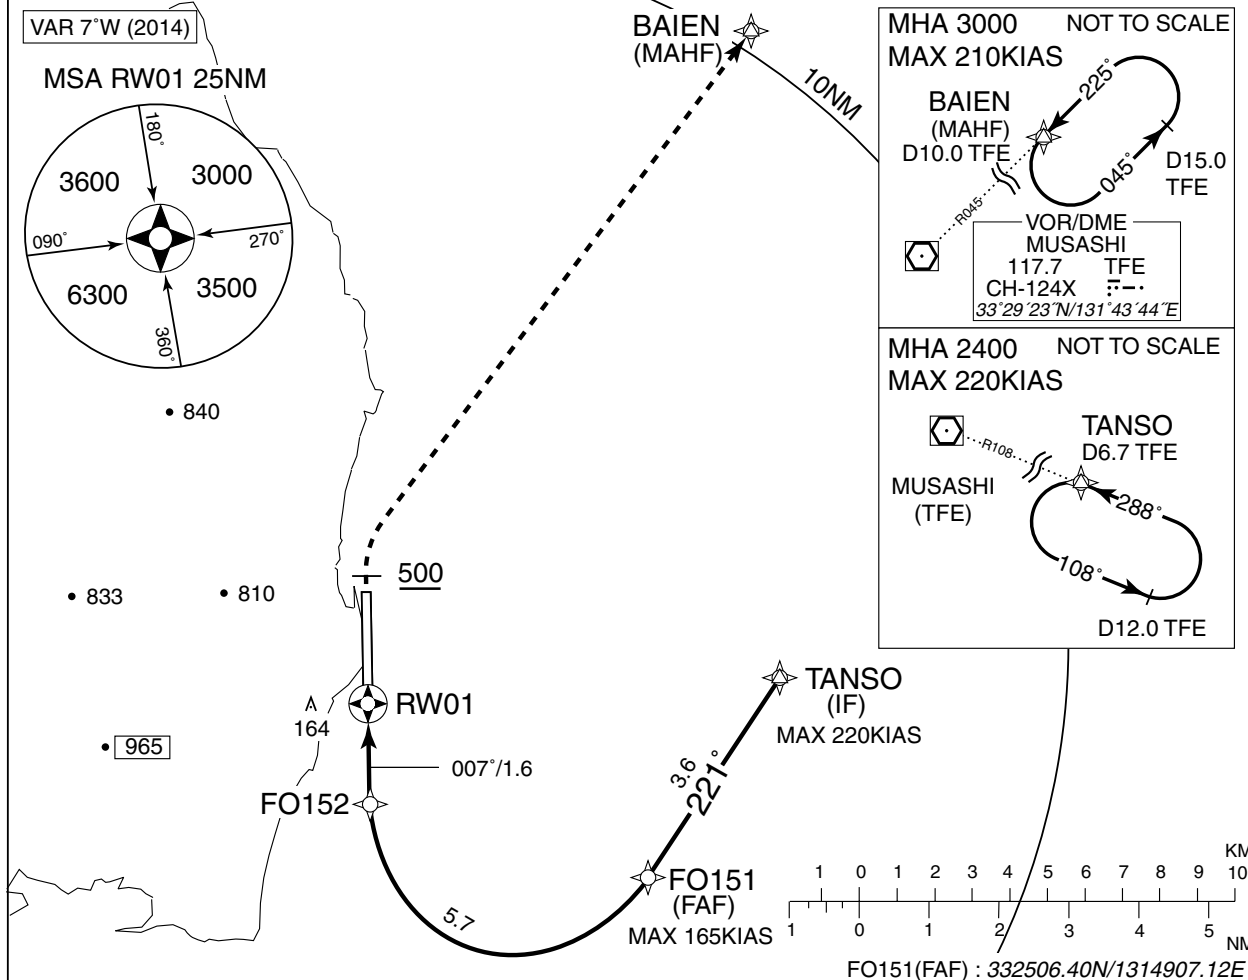 VAR 7˚W (2014)
MSA RW01 25NM
180˚
3600
3000
090˚
270˚
6300
3500
360˚
840
833
810
965
164
500
RW01
007˚/1.6
FO152
5.7
BAIEN
(MAHF)
10NM
TANSO
(IF)
MAX 220KIAS
3.6
221˚
FO151
(FAF)
MAX 165KIAS
MHA 3000 NOT TO SCALE
MAX 210KIAS
BAIEN
(MAHF)
D10.0 TFE
225˚
045˚
D15.0
TFE
R045
VOR/DME
MUSASHI
117.7 TFE
CH-124X
33˚29´23˝N/131˚43´44˝E
MHA 2400 NOT TO SCALE
MAX 220KIAS
R108
TANSO
D6.7 TFE
MUSASHI
(TFE)
288˚
108˚
D12.0 TFE
KM
1 0 1 2 3 4 5 6 7 8 9 10
1 0 1 2 3 4 5
NM
FO151(FAF) : 332506.40N/1314907.12E